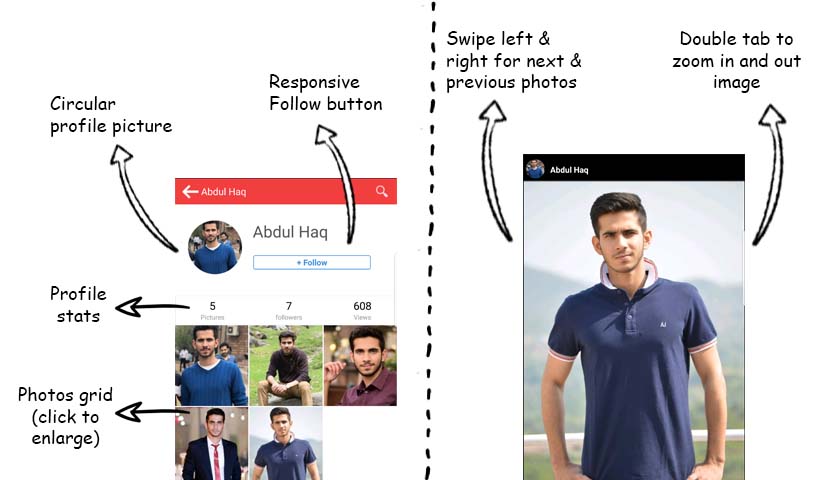 Circular
profile picture
Responsive
Follow button
Abdul Haq
Abdul Haq
+ Follow
Profile
stats
5
Pictures
7
followers
608
Views
Photos grid
(click to
enlarge)
Swipe left &
right for next &
previous photos
Double tab to
zoom in and out
image
Abdul Haq
AJ